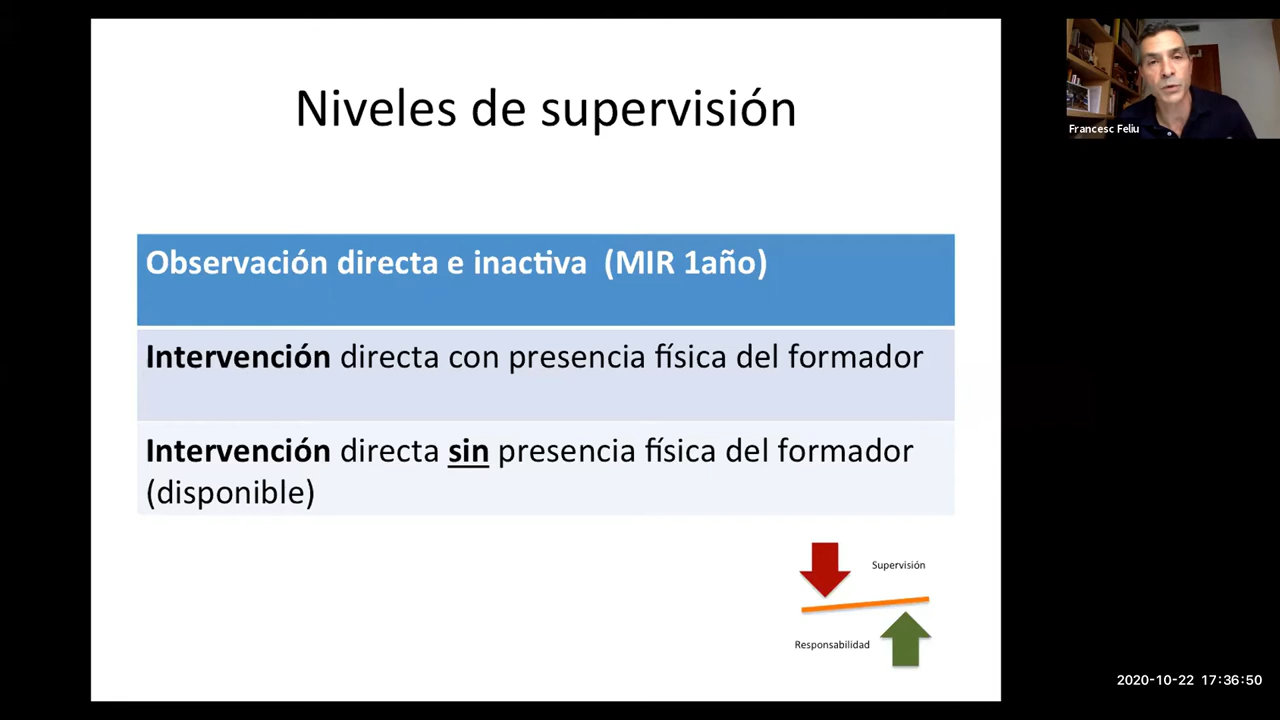 Niveles de supervisión
Francesc Feliu
Observación directa e inactiva (MIR 1año)
Intervención directa con presencia física del formador
Intervención directa sin presencia física del formador
(disponible)
Supervisión
Responsabilidad
2020-10-22 17:36:50